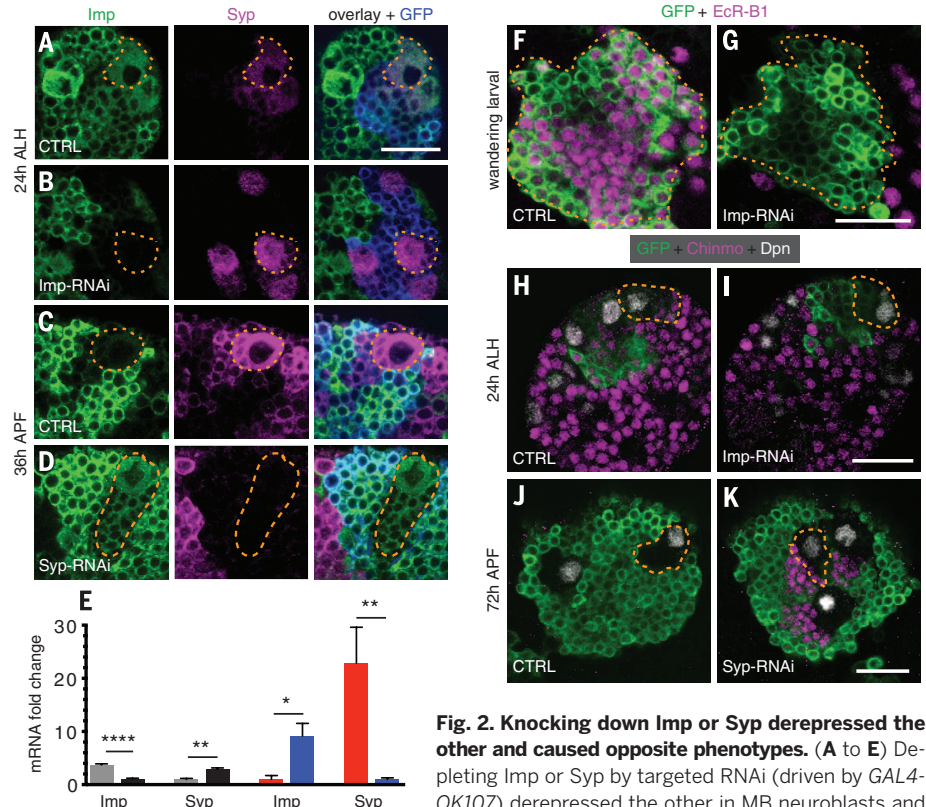 Imp Syp overlay + GFP
A
CTRL
24h ALH
B
Imp-RNAi
C
CTRL
36h APF
D
Syp-RNAi
E
mRNA fold change
30
20
10
0
****
**
*
**
Imp Syp Imp Syp
GFP + EcR-B1
F G
wandering larval
CTRL Imp-RNAi
GFP + Chinmo + Dpn
H I
24h ALH
CTRL Imp-RNAi
J K
72h APF
CTRL Syp-RNAi
Fig. 2. Knocking down Imp or Syp derepressed the
other and caused opposite phenotypes. (A to E) De-
pleting Imp or Syp by targeted RNAi (driven by GAL4-
OK107) derepressed the other in MB neuroblasts and